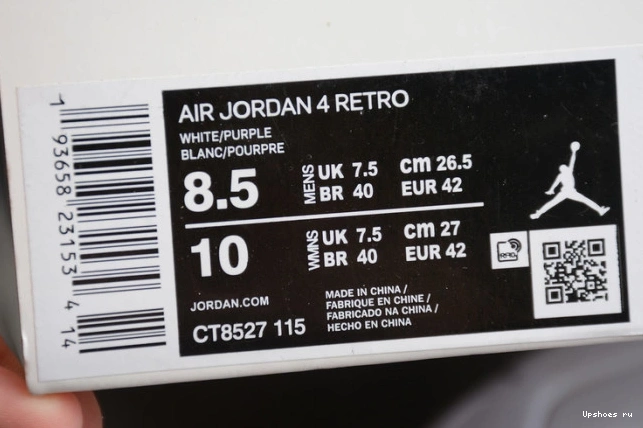 AIR JORDAN 4 RETRO
WHITE/PURPLE
BLANC/POURPRE
8.5
MENS
UK 7.5 cm 26.5
BR 40 EUR 42
10
WMNS
UK 7.5 cm 27
BR 40 EUR 42
JORDAN.COM
CT8527 115
MADE IN CHINA /
FABRIQUE EN CHINE /
FABRICADO NA CHINA /
HECHO EN CHINA
1 93658 23153 4 14
Upshoes ru